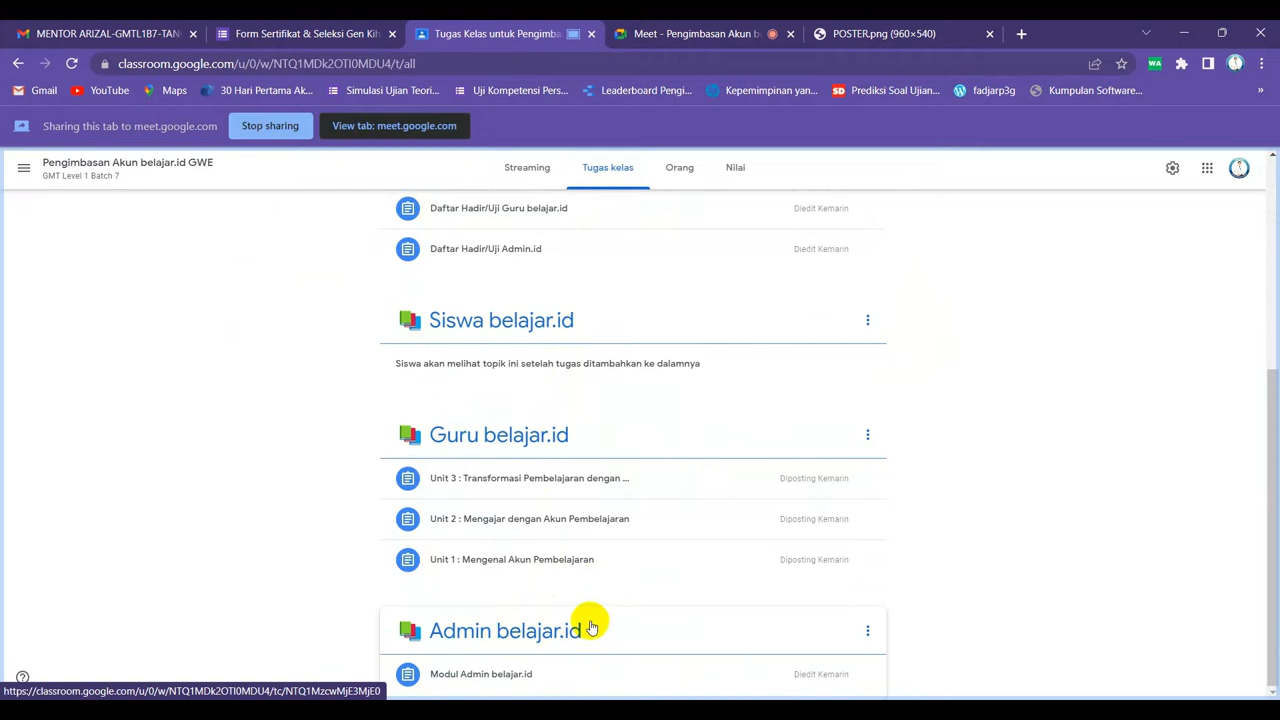 MENTOR ARIZAL-GMTL1B7-TAN
Form Sertifikat & Seleksi Gen Kih
Tugas Kelas untuk Pengimba
Meet - Pengimbasan Akun b
POSTER.png (960×540)
classroom.google.com/u/0/w/NTQ1MDk2OTI0MDU4/t/all
WA
Gmail
YouTube
Maps
30 Hari Pertama Ak...
Simulasi Ujian Teori...
Uji Kompetensi Pers...
Leaderboard Pengi...
Kepemimpinan yan...
SD Prediksi Soal Ujian...
fadjarp3g
Kumpulan Software...
»
Sharing this tab to meet.google.com
Stop sharing
View tab: meet.google.com
Pengimbasan Akun belajar.id GWE
GMT Level 1 Batch 7
Streaming
Tugas kelas
Orang
Nilai
Daftar Hadir/Uji Guru belajar.id Diedit Kemarin
Daftar Hadir/Uji Admin.id Diedit Kemarin
Siswa belajar.id
Siswa akan melihat topik ini setelah tugas ditambahkan ke dalamnya
Guru belajar.id
Unit 3 : Transformasi Pembelajaran dengan ... Diposting Kemarin
Unit 2 : Mengajar dengan Akun Pembelajaran Diposting Kemarin
Unit 1 : Mengenal Akun Pembelajaran Diposting Kemarin
Admin belajar.id
Modul Admin belajar.id Diedit Kemarin
https://classroom.google.com/u/0/w/NTQ1MDk2OTI0MDU4/tc/NTQ1MzcwMjE3MjE0